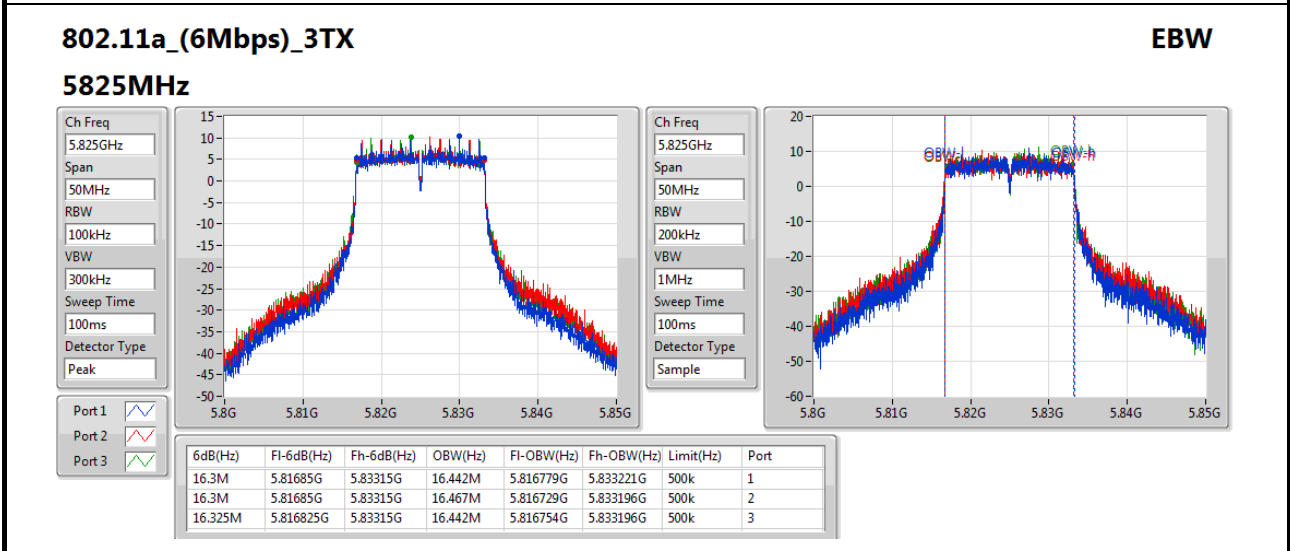 802.11a_(6Mbps)_3TX EBW
5825MHz
Ch Freq
5.825GHz
Span
50MHz
RBW
100kHz
VBW
300kHz
Sweep Time
100ms
Detector Type
Peak
15
10
5
0
-5
-10
-15
-20
-25
-30
-35
-40
-45
-50
5.8G 5.81G 5.82G 5.83G 5.84G 5.85G
Ch Freq
5.825GHz
Span
50MHz
RBW
200kHz
VBW
1MHz
Sweep Time
100ms
Detector Type
Sample
20
10
0
-10
-20
-30
-40
-50
-60
OBW-l OBW-h
5.8G 5.81G 5.82G 5.83G 5.84G 5.85G
Port 1
Port 2
Port 3
6dB(Hz) Fl-6dB(Hz) Fh-6dB(Hz) OBW(Hz) Fl-OBW(Hz) Fh-OBW(Hz) Limit(Hz) Port
16.3M 5.81685G 5.83315G 16.442M 5.816779G 5.833221G 500k 1
16.3M 5.81685G 5.83315G 16.467M 5.816729G 5.833196G 500k 2
16.325M 5.816825G 5.83315G 16.442M 5.816754G 5.833196G 500k 3